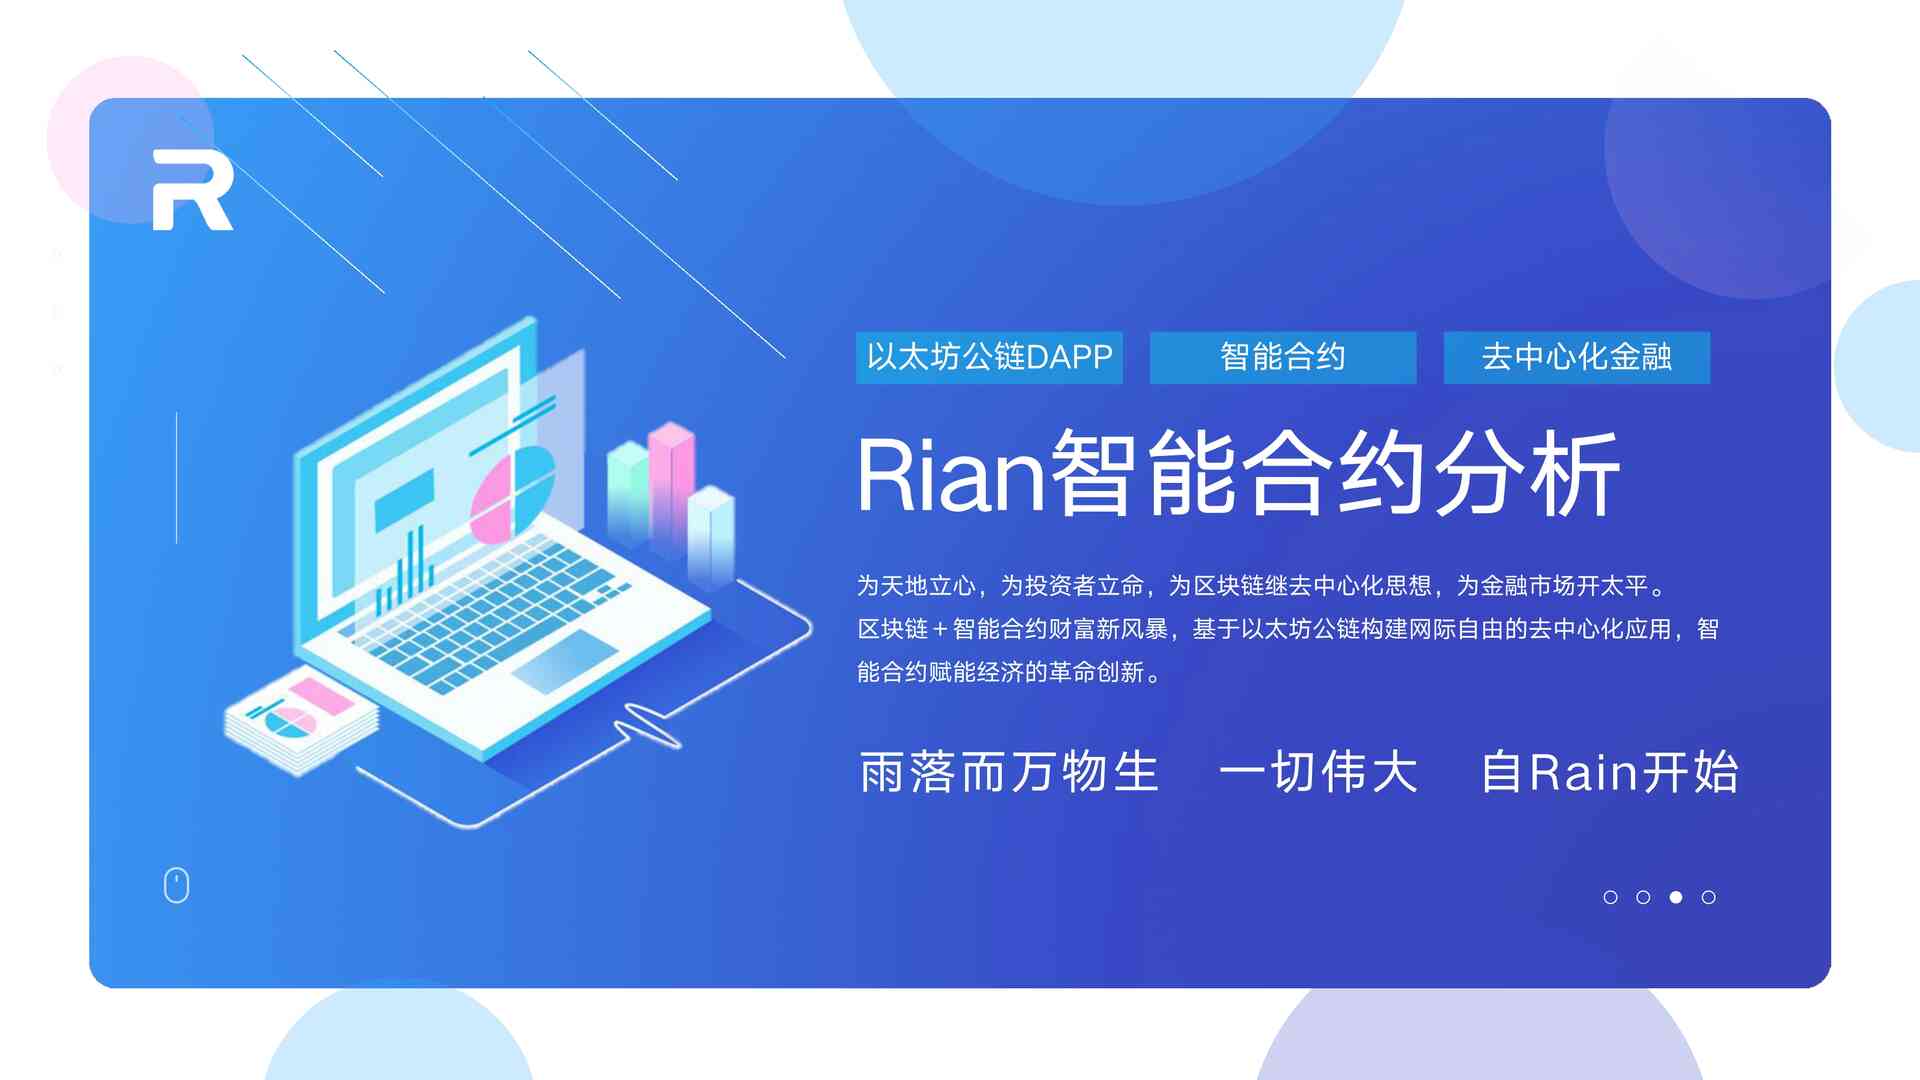 R
以太坊公链DAPP
智能合约
去中心化金融
Rian智能合约分析
为天地立心，为投资者立命，为区块链继去中心化思想，为金融市场开太平。
区块链＋智能合约财富新风暴，基于以太坊公链构建网际自由的去中心化应用，智
能合约赋能经济的革命创新。
雨落而万物生 一切伟大 自Rain开始